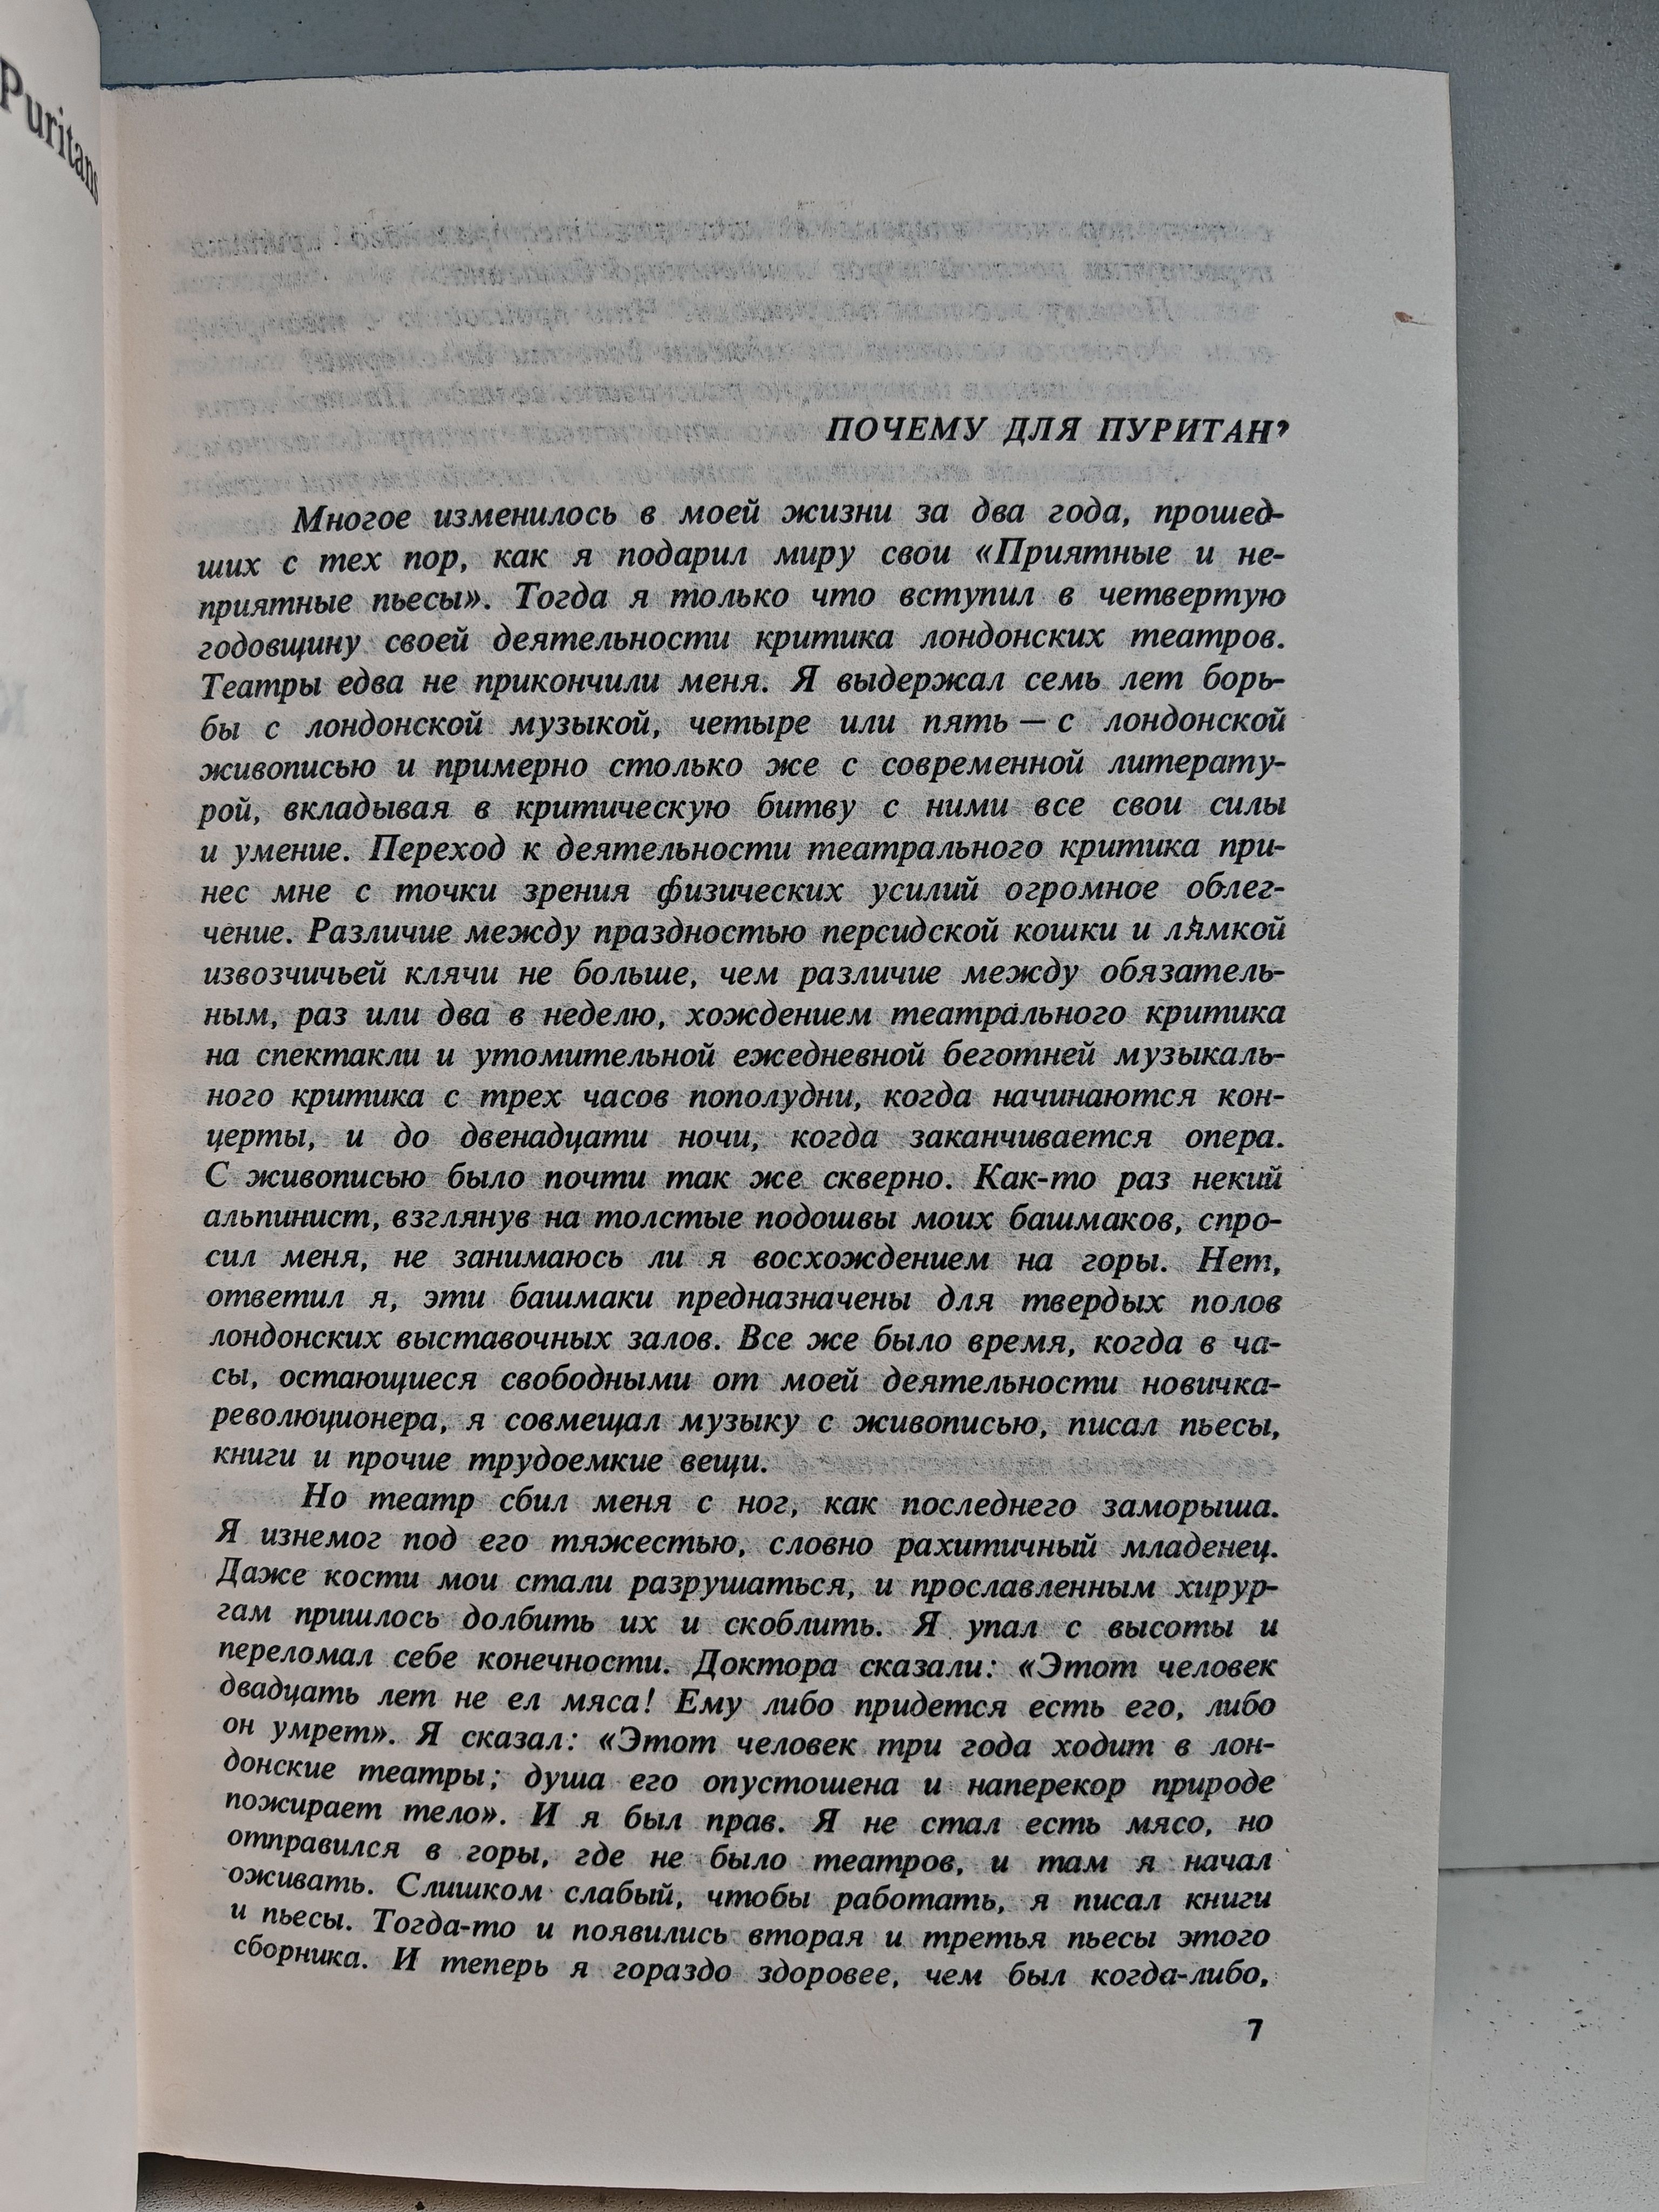 Puritans
ПОЧЕМУ ДЛЯ ПУРИТАН?
Многое изменилось в моей жизни за два года, прошед-
ших с тех пор, как я подарил миру свои «Приятные и не-
приятные пьесы». Тогда я только что вступил в четвертую
годовщину своей деятельности критика лондонских театров.
Театры едва не прикончили меня. Я выдержал семь лет борь-
бы с лондонской музыкой, четыре или пять — с лондонской
живописью и примерно столько же с современной литерату-
рой, вкладывая в критическую битву с ними все свои силы
и умение. Переход к деятельности театрального критика при-
нес мне с точки зрения физических усилий огромное облег-
чение. Различие между праздностью персидской кошки и лямкой
извозчичьей клячи не больше, чем различие между обязатель-
ным, раз или два в неделю, хождением театрального критика
на спектакли и утомительной ежедневной беготней музыкаль-
ного критика с трех часов пополудни, когда начинаются кон-
церты, и до двенадцати ночи, когда заканчивается опера.
С живописью было почти так же скверно. Как-то раз некий
альпинист, взглянув на толстые подошвы моих башмаков, спро-
сил меня, не занимаюсь ли я восхождением на горы. Нет,
ответил я, эти башмаки предназначены для твердых полов
лондонских выставочных залов. Все же было время, когда в ча-
сы, остающиеся свободными от моей деятельности новичка-
революционера, я совмещал музыку с живописью, писал пьесы,
книги и прочие трудоемкие вещи.
Но театр сбил меня с ног, как последнего заморыша.
Я изнемог под его тяжестью, словно рахитичный младенец.
Даже кости мои стали разрушаться, и прославленным хирур-
гам пришлось долбить их и скоблить. Я упал с высоты и
переломал себе конечности. Доктора сказали: «Этот человек
двадцать лет не ел мяса! Ему либо придется есть его, либо
он умрет». Я сказал: «Этот человек три года ходит в лон-
донские театры; душа его опустошена и наперекор природе
пожирает тело». И я был прав. Я не стал есть мясо, но
отправился в горы, где не было театров, и там я начал
оживать. Слишком слабый, чтобы работать, я писал книги
и пьесы. Тогда-то и появились вторая и третья пьесы этого
сборника. И теперь я гораздо здоровее, чем был когда-либо,
7